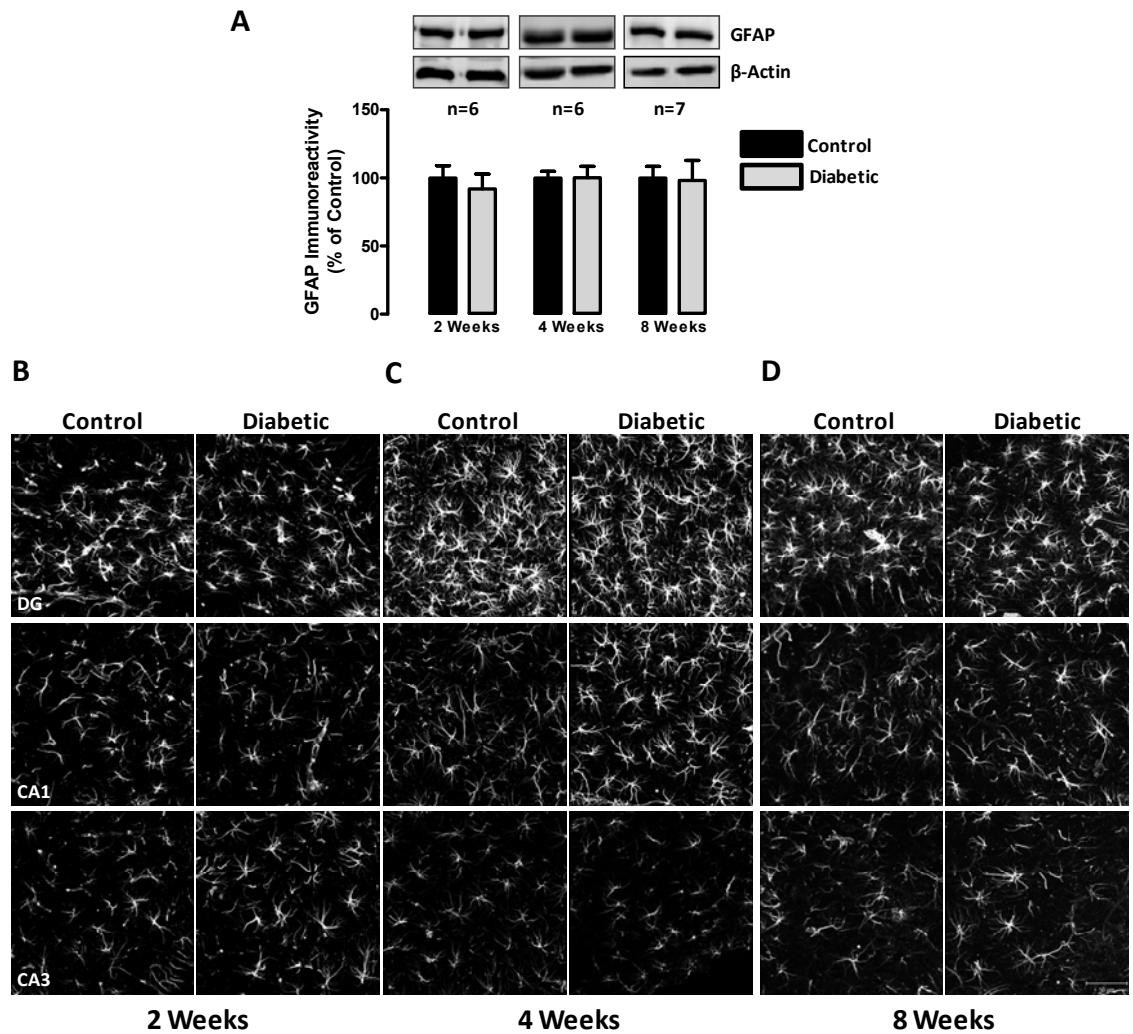 A
GFAP
β-Actin
n=6 n=6 n=7
GFAP Immunoreactivity
(% of Control)
150
100
50
0
Control
Diabetic
2 Weeks 4 Weeks 8 Weeks
B C D
Control Diabetic Control Diabetic Control Diabetic
DG
CA1
CA3
2 Weeks 4 Weeks 8 Weeks